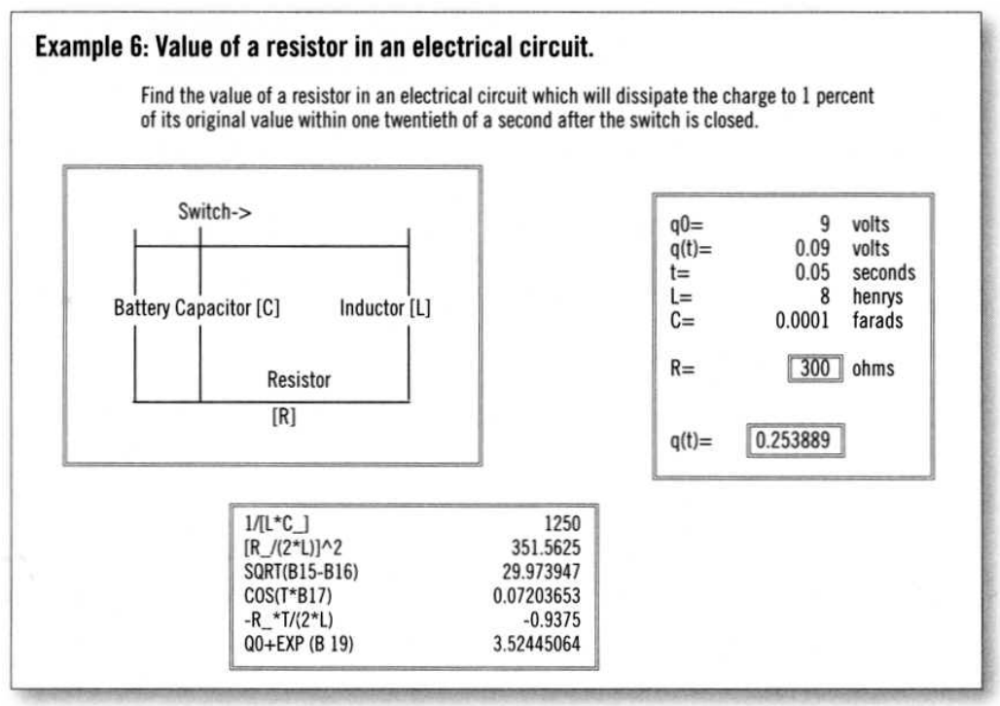 Example 6: Value of a resistor in an electrical circuit.
Find the value of a resistor in an electrical circuit which will dissipate the charge to 1 percent
of its original value within one twentieth of a second after the switch is closed.
Switch->
Battery Capacitor [C] Inductor [L]
Resistor
[R]
q0= 9 volts
q(t)= 0.09 volts
t= 0.05 seconds
L= 8 henrys
C= 0.0001 farads
R= 300 ohms
q(t)= 0.253889
1/[L*C_] 1250
[R_/(2*L)]^2 351.5625
SQRT(B15-B16) 29.973947
COS(T*B17) 0.07203653
-R_*T/(2*L) -0.9375
Q0+EXP (B 19) 3.52445064